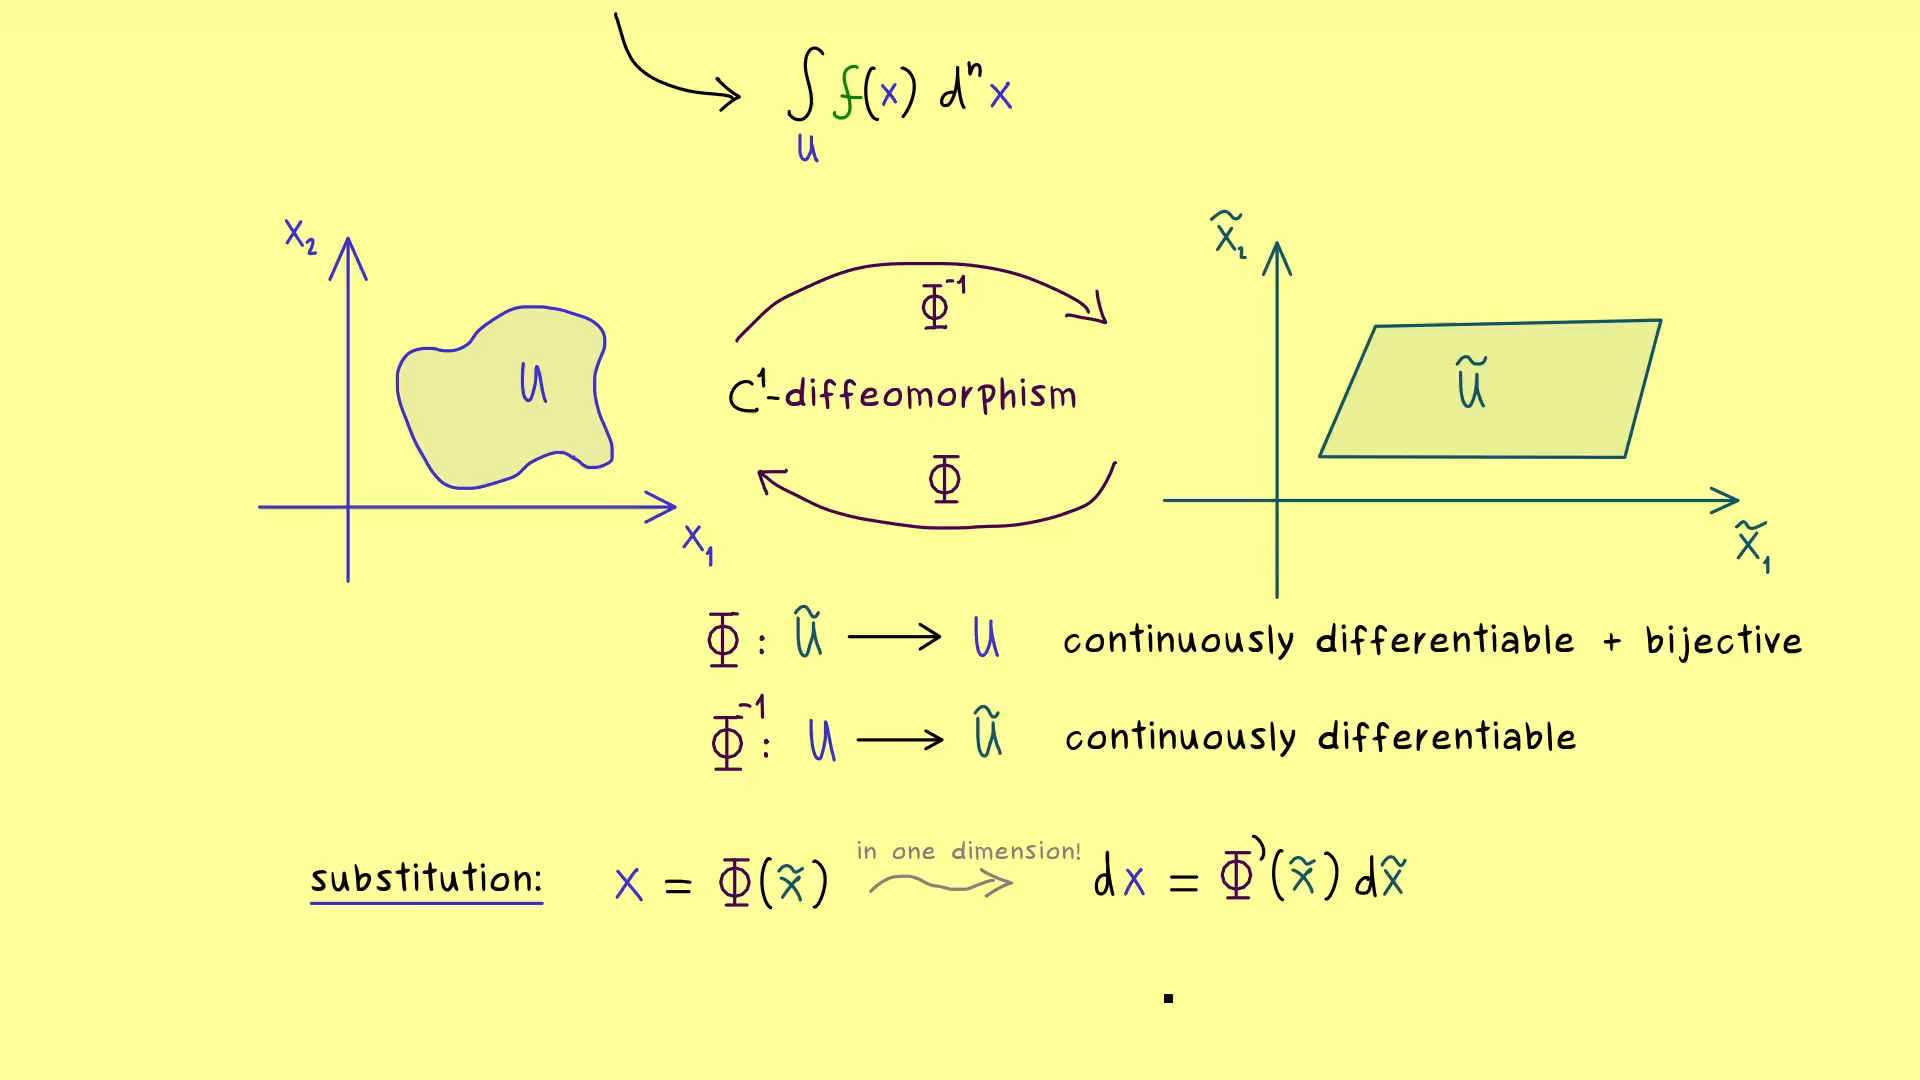 ∫_U f(x) dⁿx
x₂
x̃₂
Φ⁻¹
U
Ũ
C¹-diffeomorphism
Φ
x₁
x̃₁
Φ : Ũ ⟶ U continuously differentiable + bijective
Φ⁻¹ : U ⟶ Ũ continuously differentiable
in one dimension!
substitution: x = Φ(x̃) ⟶ dx = Φ'(x̃) dx̃